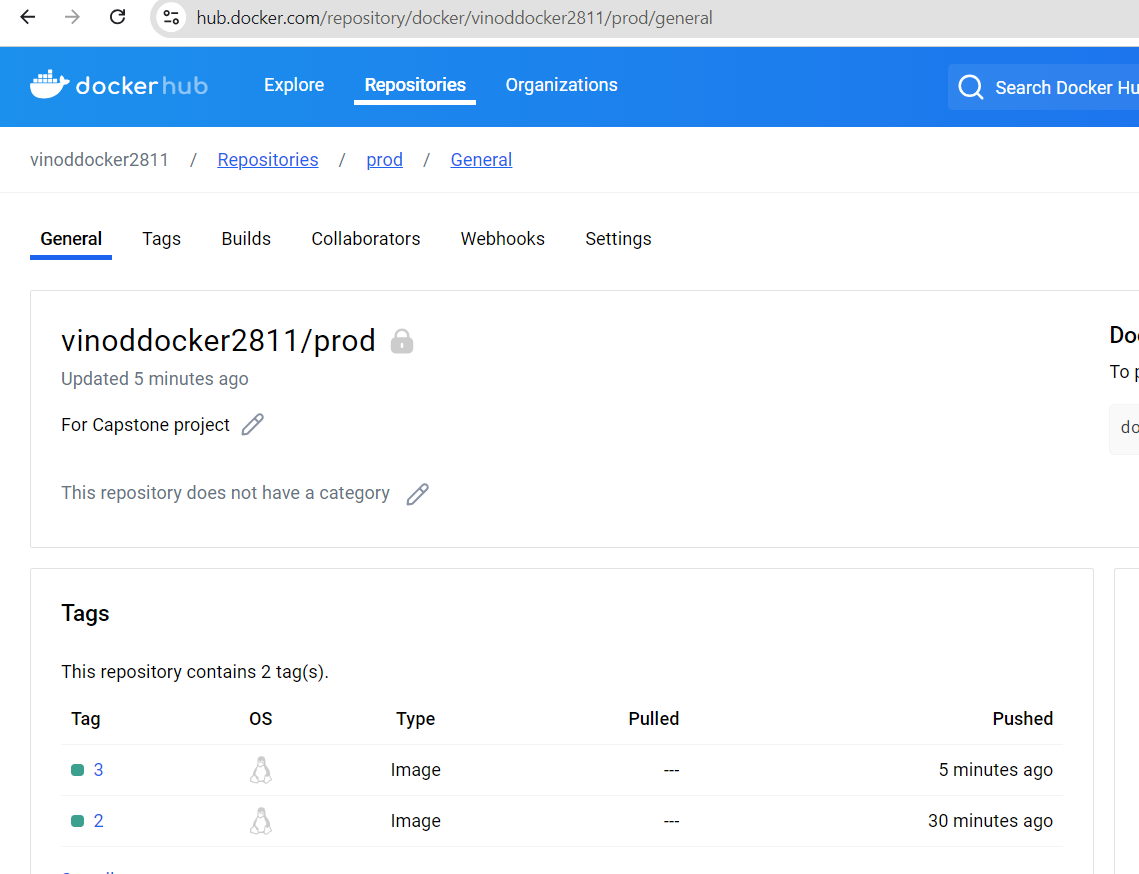 hub.docker.com/repository/docker/vinoddocker2811/prod/general
docker hub Explore Repositories Organizations Search Docker Hu
vinoddocker2811 / Repositories / prod / General
General Tags Builds Collaborators Webhooks Settings
vinoddocker2811/prod
Updated 5 minutes ago
For Capstone project
This repository does not have a category
Doc
To p
do
Tags
This repository contains 2 tag(s).
Tag OS Type Pulled Pushed
3 Image --- 5 minutes ago
2 Image --- 30 minutes ago